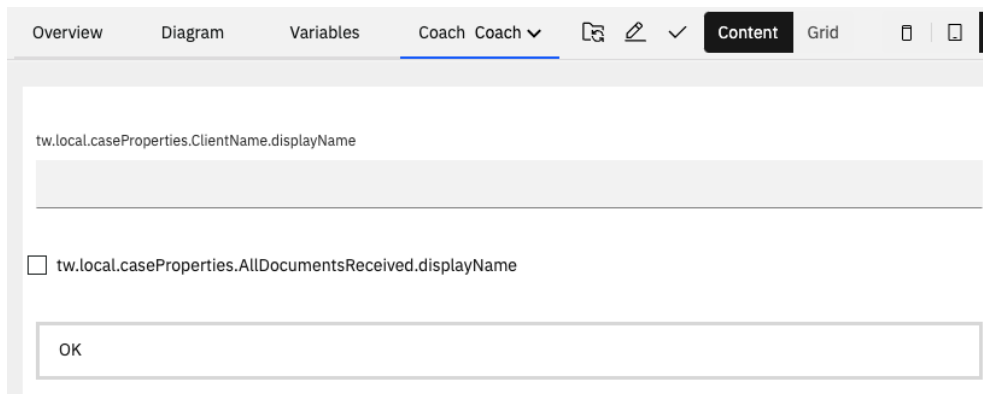 Overview Diagram Variables Coach Coach Content Grid
tw.local.caseProperties.ClientName.displayName
tw.local.caseProperties.AllDocumentsReceived.displayName
OK